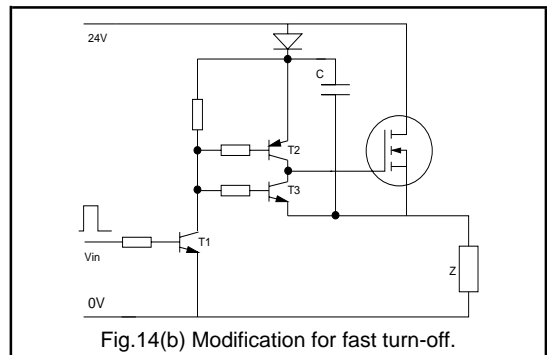 24V
C
T2
T3
T1
Vin
Z
0V
Fig.14(b) Modification for fast turn-off.